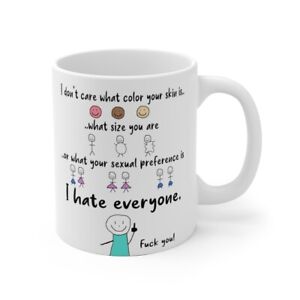 I don't care what color your skin is..
..what size you are
..or what your sexual preference is
I hate everyone.
Fuck you!